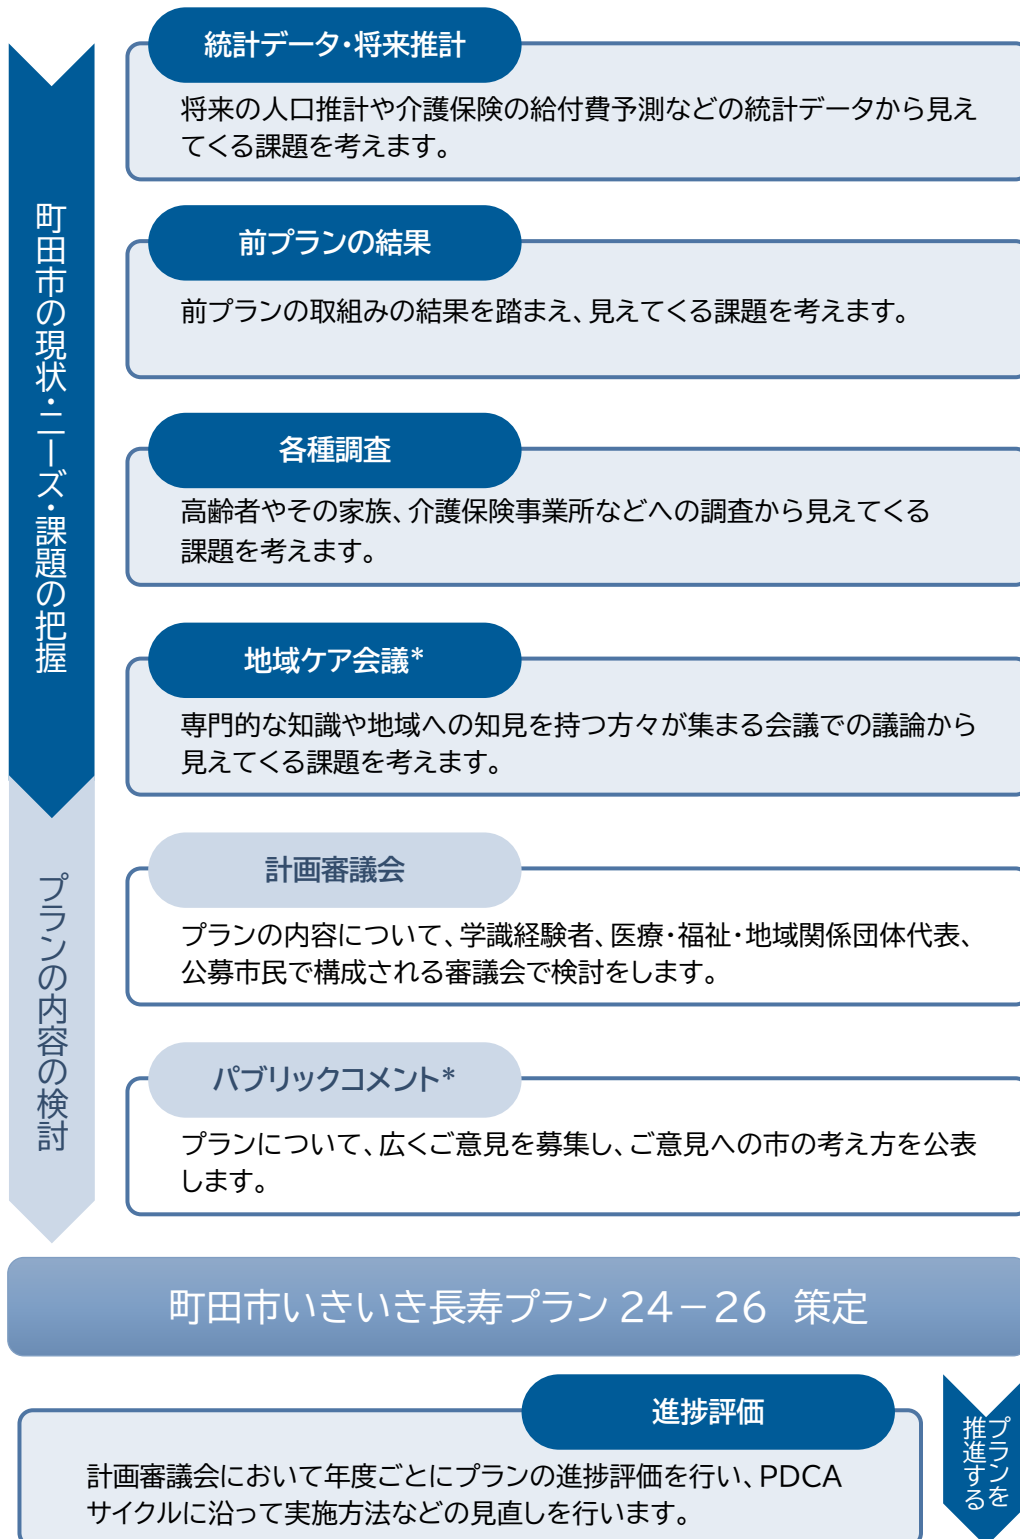 町田市の現状・ニーズ・課題の把握
統計データ・将来推計
将来の人口推計や介護保険の給付費予測などの統計データから見え
てくる課題を考えます。
前プランの結果
前プランの取組みの結果を踏まえ、見えてくる課題を考えます。
各種調査
高齢者やその家族、介護保険事業所などへの調査から見えてくる
課題を考えます。
地域ケア会議*
専門的な知識や地域への知見を持つ方々が集まる会議での議論から
見えてくる課題を考えます。
プランの内容の検討
計画審議会
プランの内容について、学識経験者、医療・福祉・地域関係団体代表、
公募市民で構成される審議会で検討をします。
パブリックコメント*
プランについて、広くご意見を募集し、ご意見への市の考え方を公表
します。
町田市いきいき長寿プラン 24－26 策定
プランを
推進する
進捗評価
計画審議会において年度ごとにプランの進捗評価を行い、PDCA
サイクルに沿って実施方法などの見直しを行います。